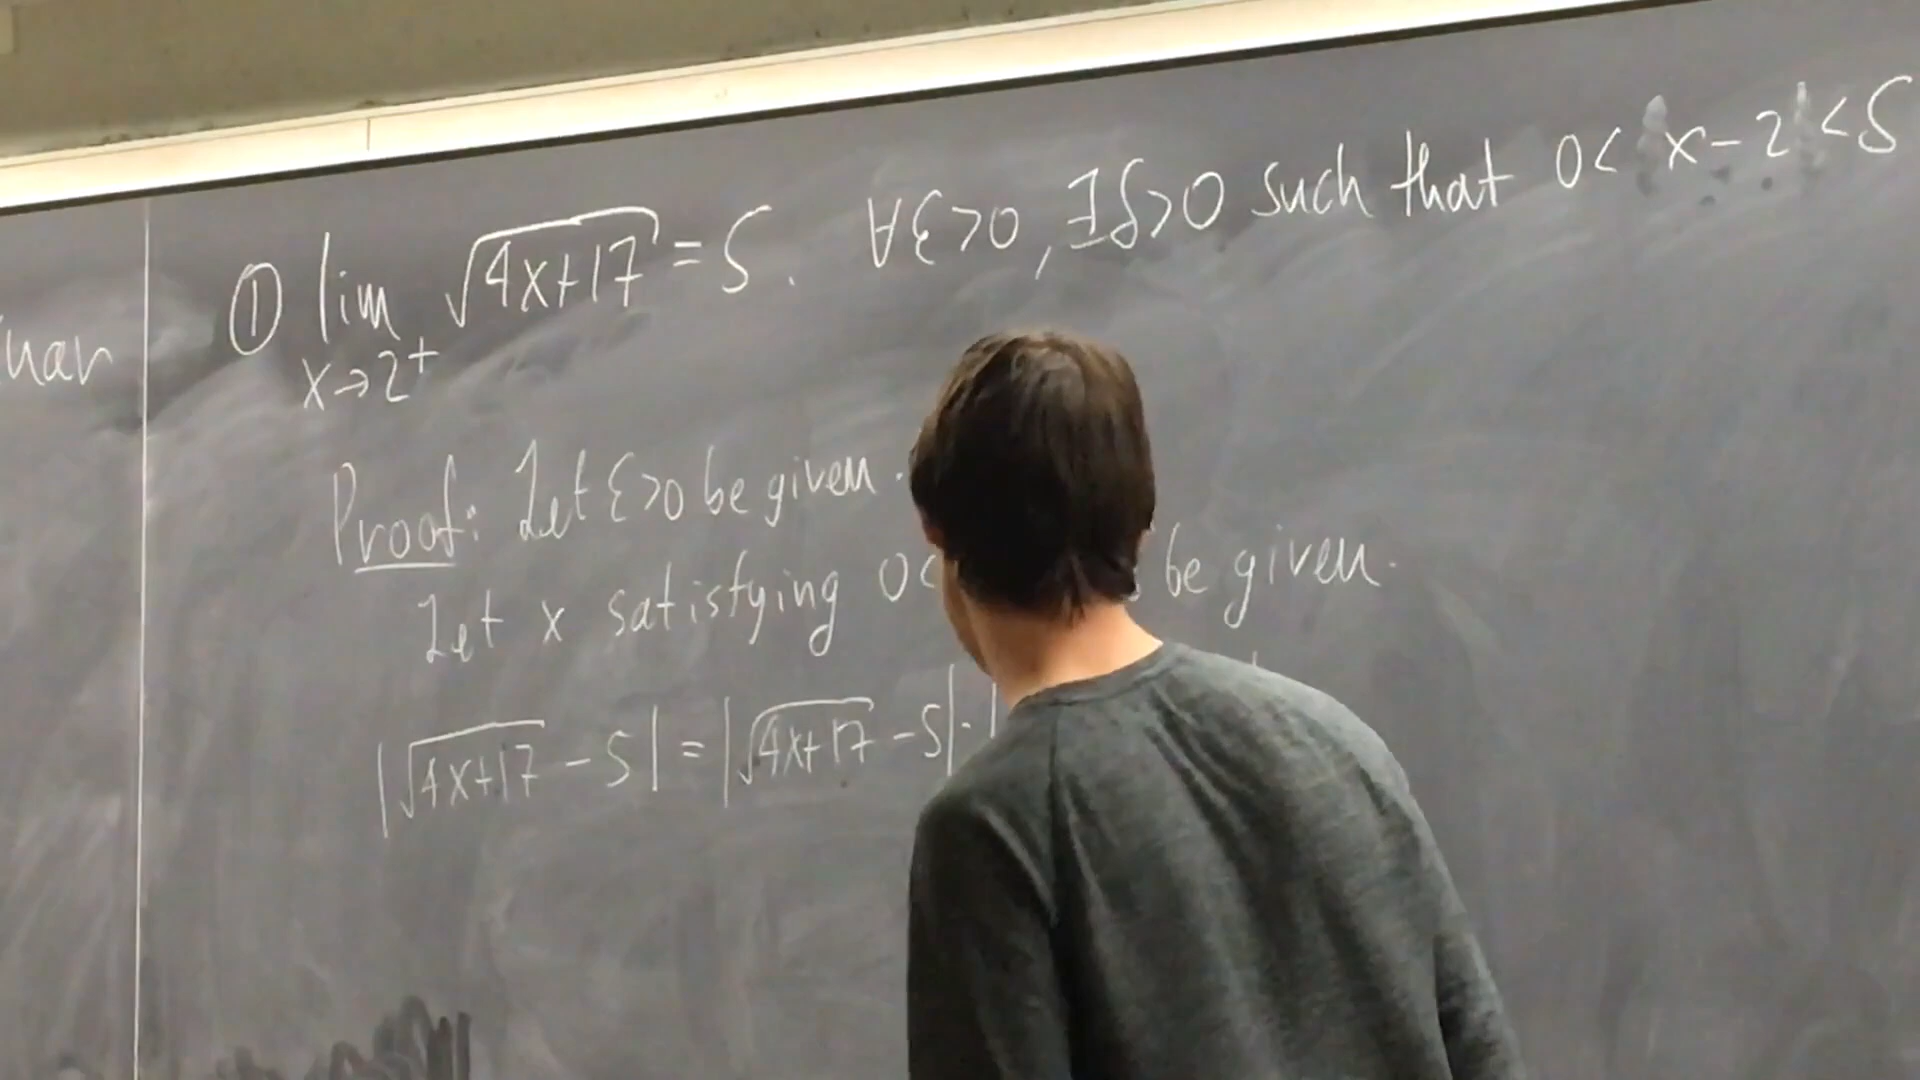 ① lim √4x+17 = 5. ∀ε>0, ∃δ>0 such that 0< x-2 <δ
x→2⁺
Proof: Let ε>0 be given.
Let x satisfying 0< be given.
|√4x+17 - 5| = |√4x+17 - 5| · |